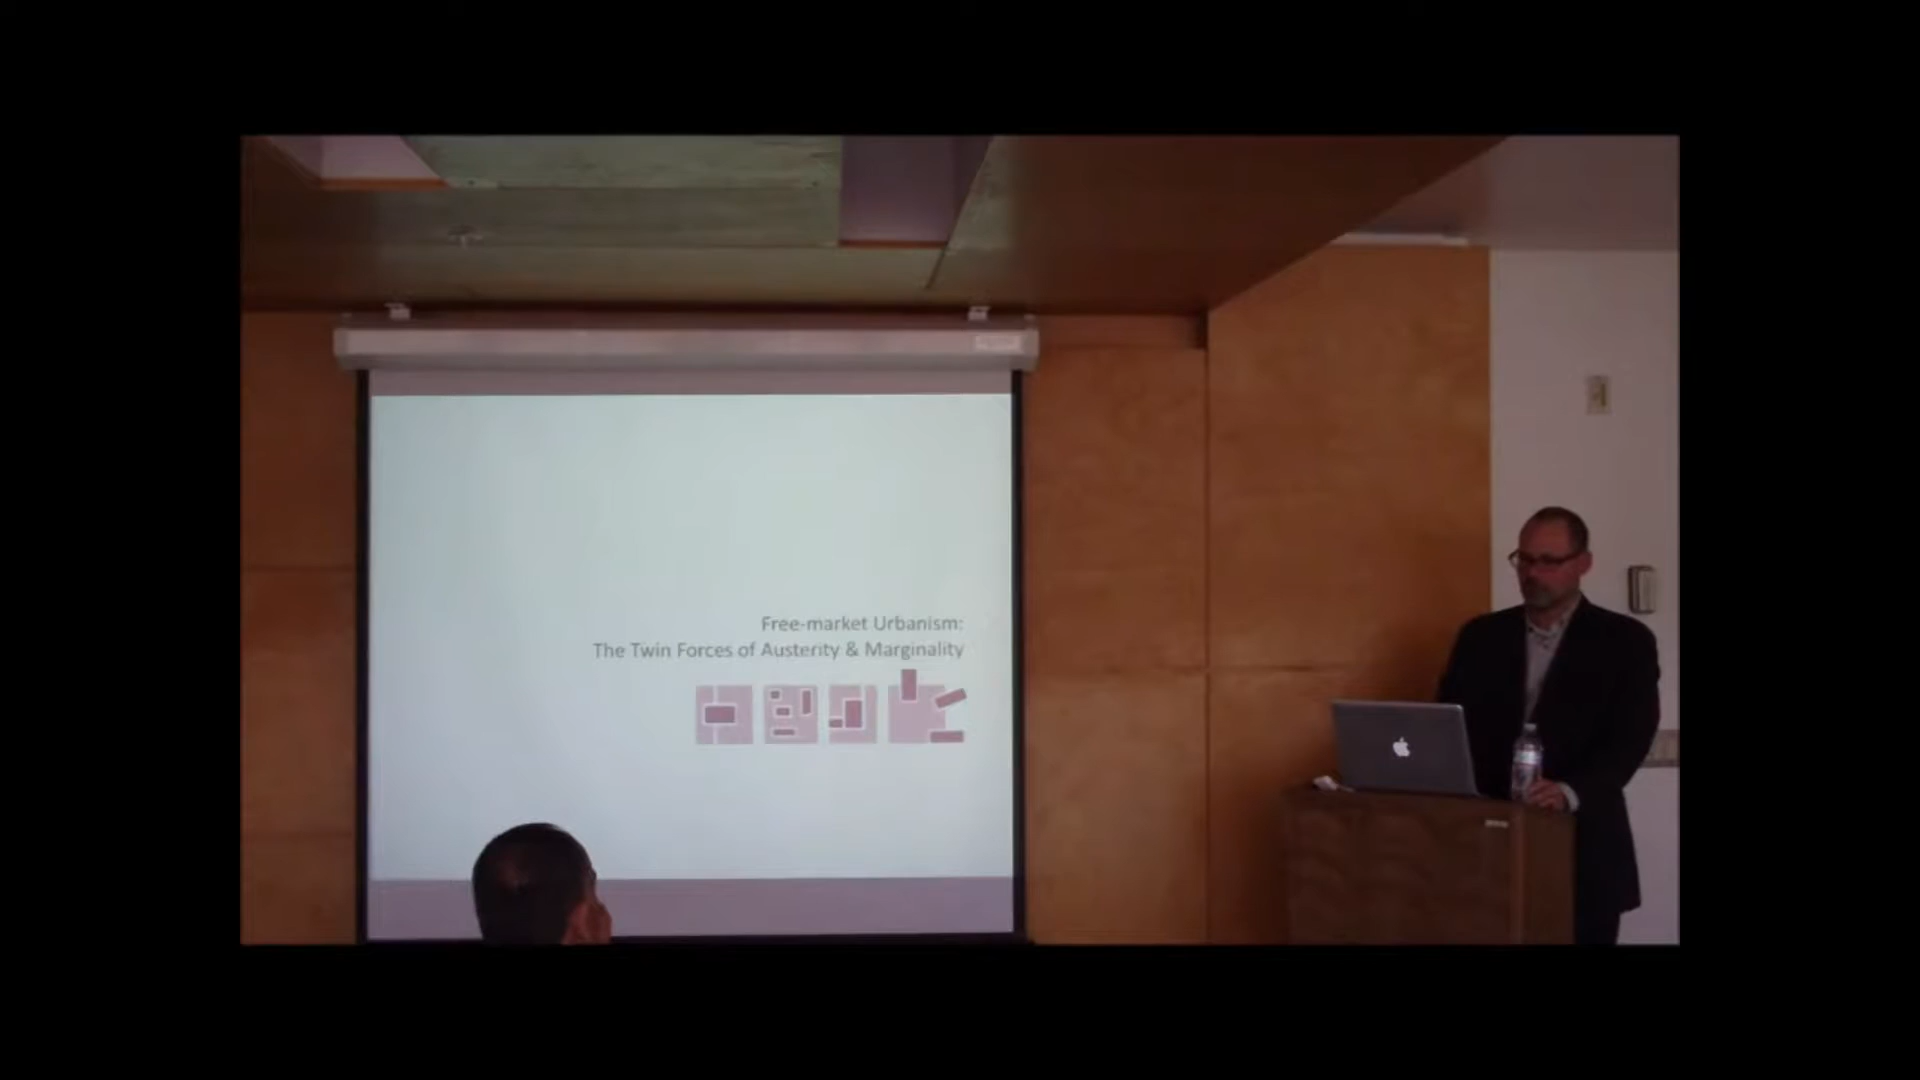 Free-market Urbanism:
The Twin Forces of Austerity & Marginality